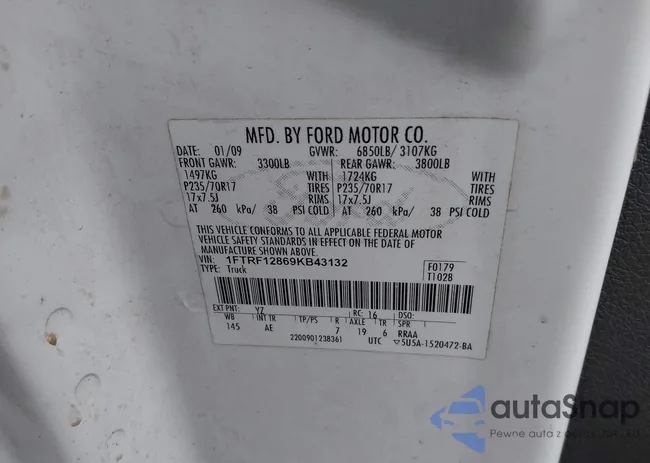 MFD. BY FORD MOTOR CO.
DATE: 01/09 GVWR: 6850LB/ 3107KG
FRONT GAWR: 3300LB REAR GAWR: 3800LB
1497KG WITH 1724KG WITH
P235/70R17 TIRES P235/70R17 TIRES
17x7.5J RIMS 17x7.5J RIMS
AT 260 kPa/ 38 PSI COLD AT 260 kPa/ 38 PSI COLD
THIS VEHICLE CONFORMS TO ALL APPLICABLE FEDERAL MOTOR
VEHICLE SAFETY STANDARDS IN EFFECT ON THE DATE OF
MANUFACTURE SHOWN ABOVE.
VIN: 1FTRF12869KB43132 F0179
TYPE: Truck T1028
EXT PNT: YZ RC: 16 DSO:
WB INT TR TP/PS R AXLE TR SPR
145 AE 7 19 6 RRAA
2200901238361 UTC ▽5U5A-1520472-BA
autoSnap
Pewne auta z